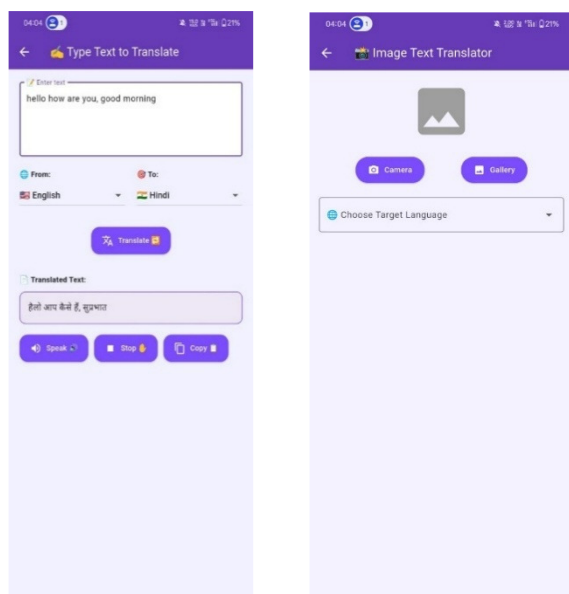 04:04 1 21%
Type Text to Translate
Enter text
hello how are you, good morning
From: To:
English Hindi
Translate
Translated Text:
हैलो आप कैसे हैं, सुप्रभात
Speak Stop Copy
04:04 1 21%
Image Text Translator
Camera Gallery
Choose Target Language